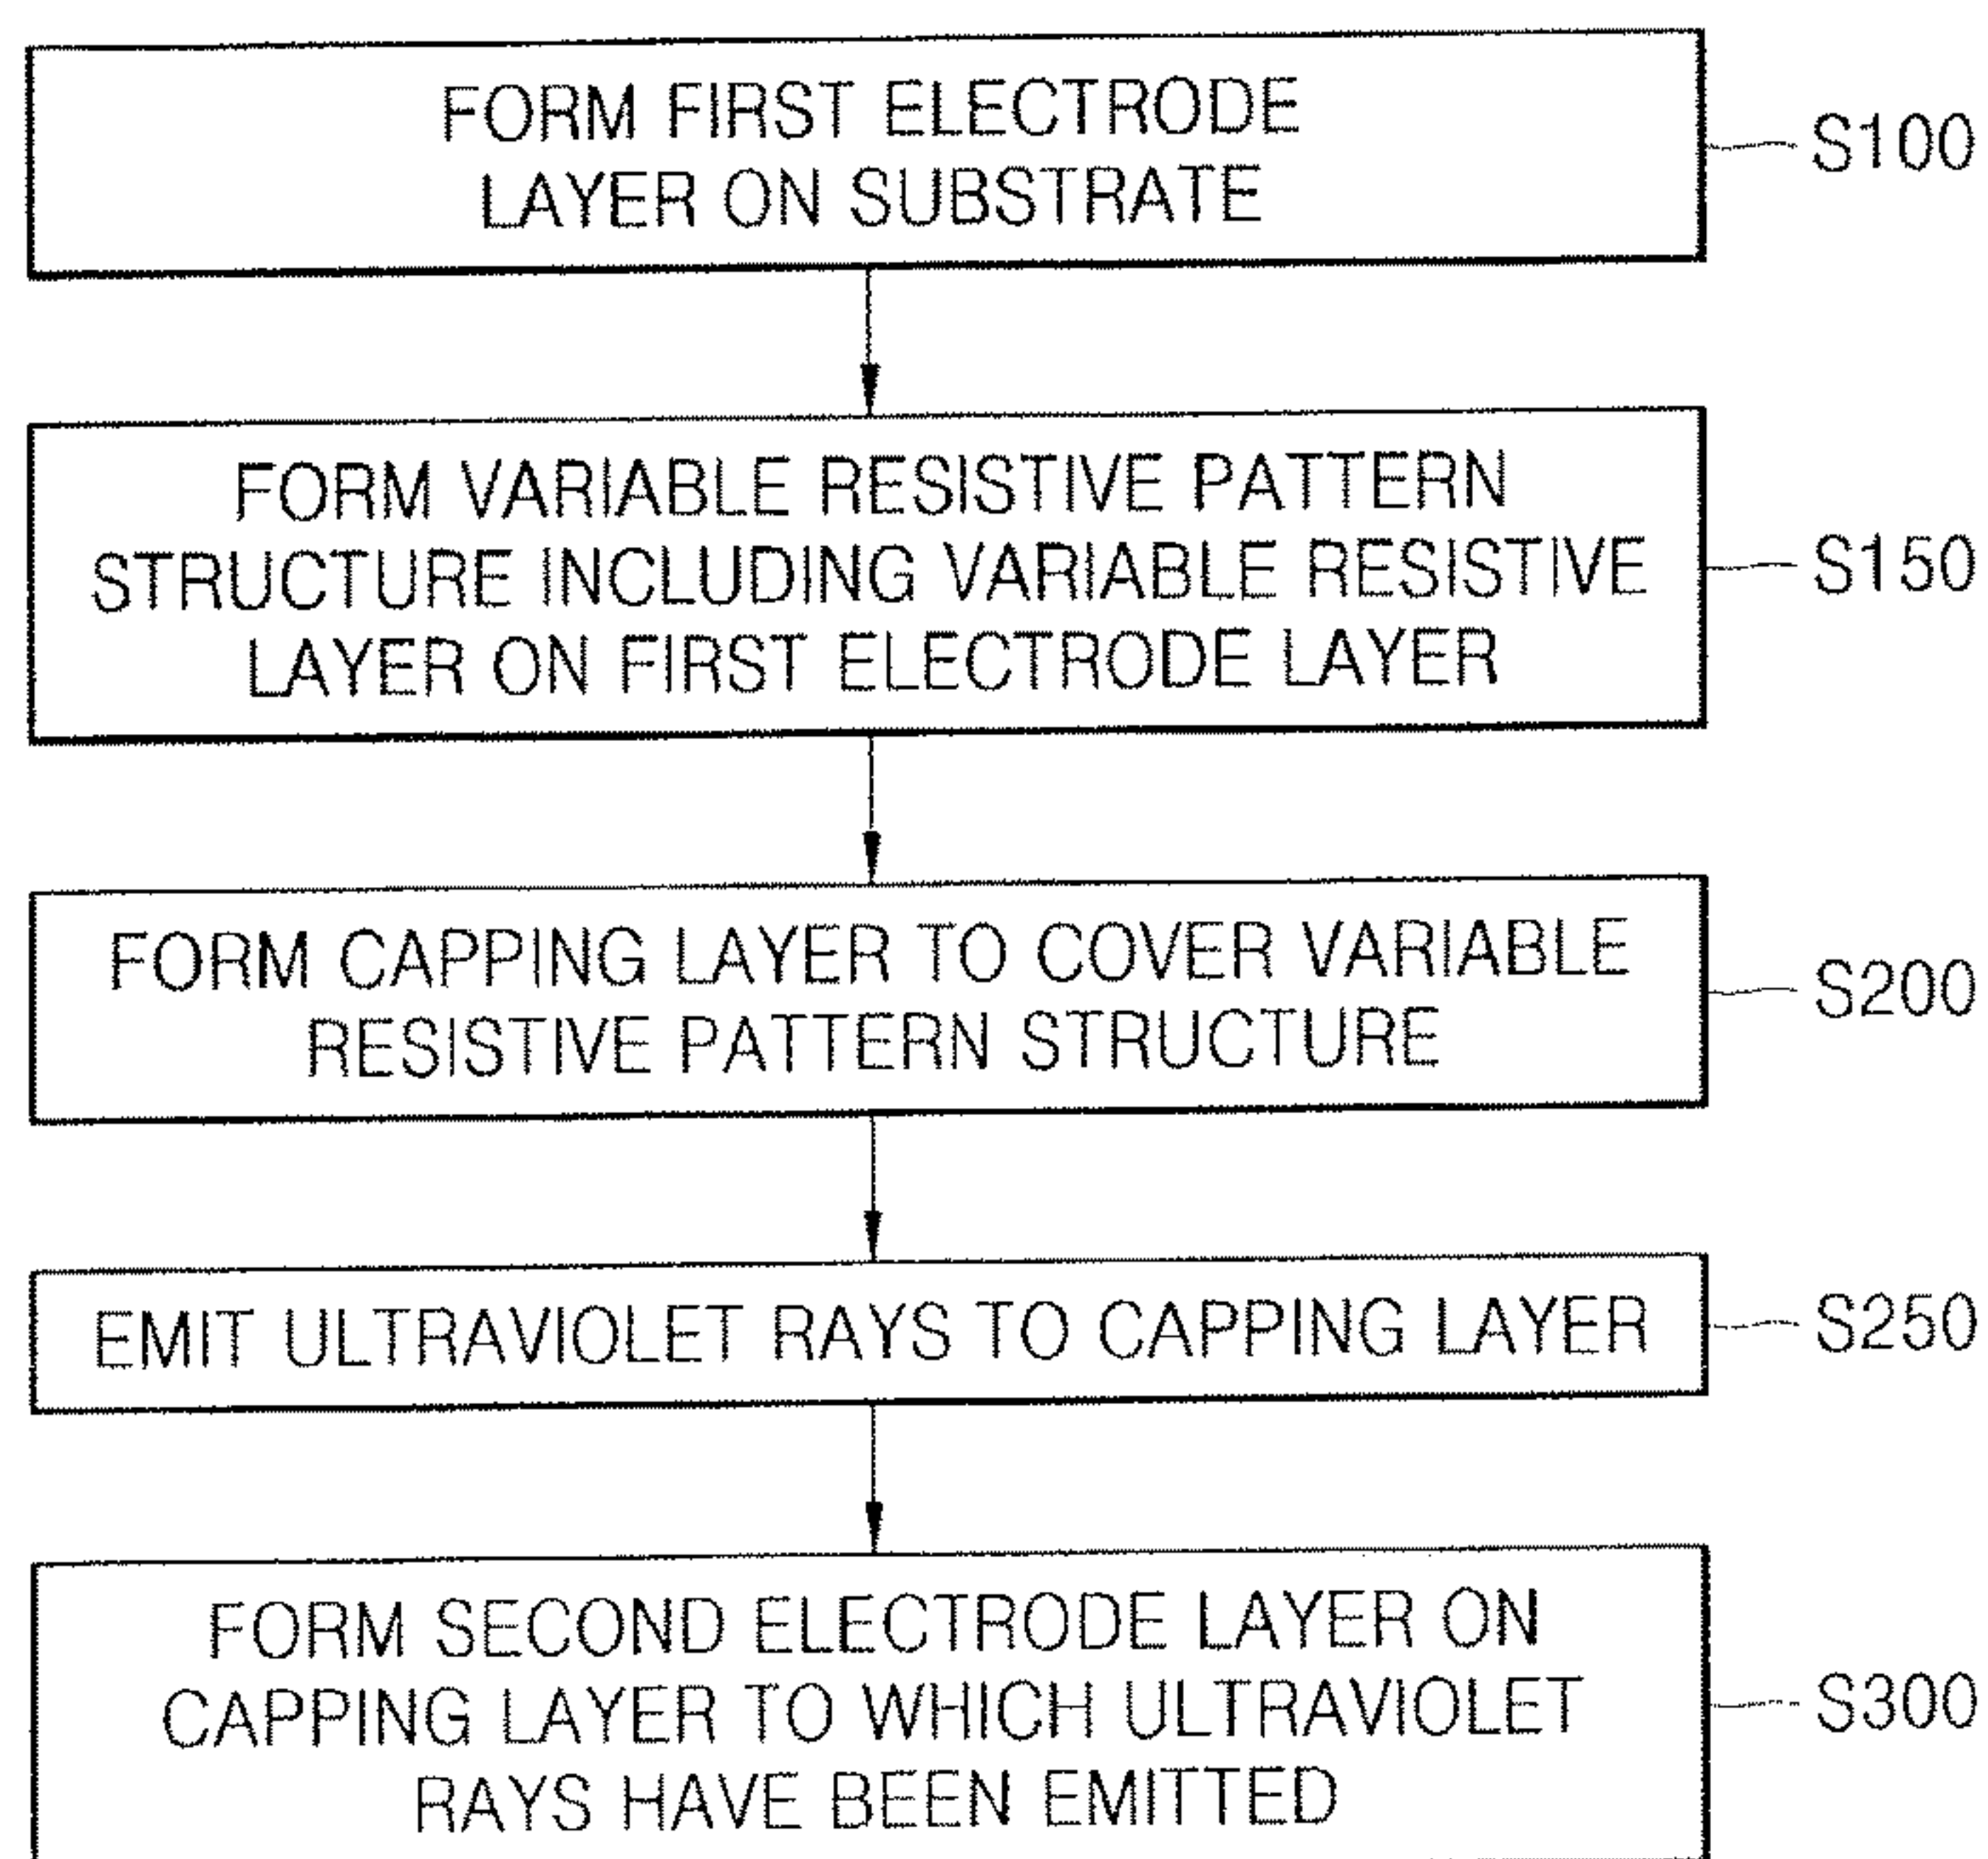 FORM FIRST ELECTRODE
LAYER ON SUBSTRATE
S100
FORM VARIABLE RESISTIVE PATTERN
STRUCTURE INCLUDING VARIABLE RESISTIVE
LAYER ON FIRST ELECTRODE LAYER
S150
FORM CAPPING LAYER TO COVER VARIABLE
RESISTIVE PATTERN STRUCTURE
S200
EMIT ULTRAVIOLET RAYS TO CAPPING LAYER
S250
FORM SECOND ELECTRODE LAYER ON
CAPPING LAYER TO WHICH ULTRAVIOLET
RAYS HAVE BEEN EMITTED
S300